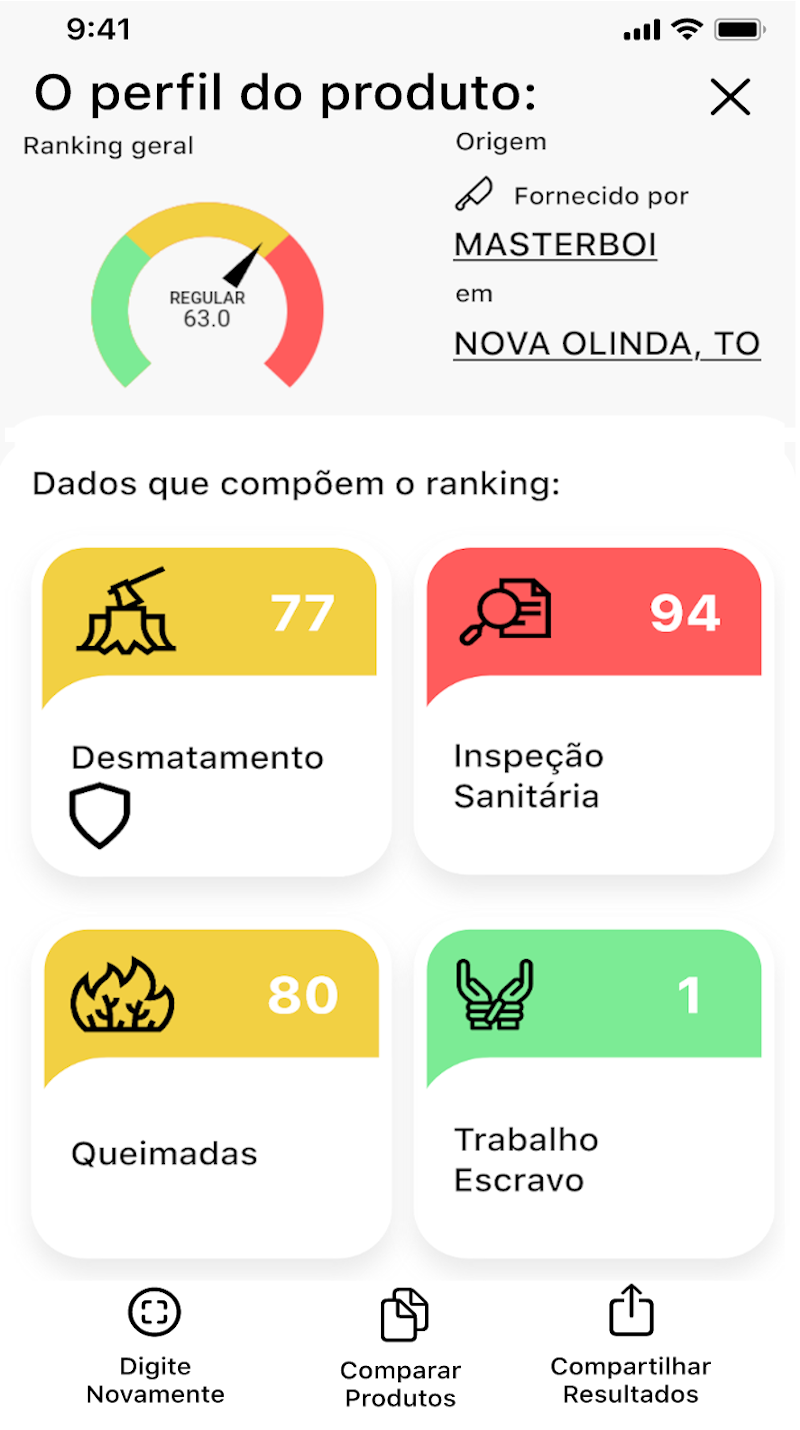 9:41
O perfil do produto:
Ranking geral
REGULAR
63.0
Origem
Fornecido por
MASTERBOI
em
NOVA OLINDA, TO
Dados que compõem o ranking:
77
Desmatamento
94
Inspeção
Sanitária
80
Queimadas
1
Trabalho
Escravo
Digite
Novamente
Comparar
Produtos
Compartilhar
Resultados